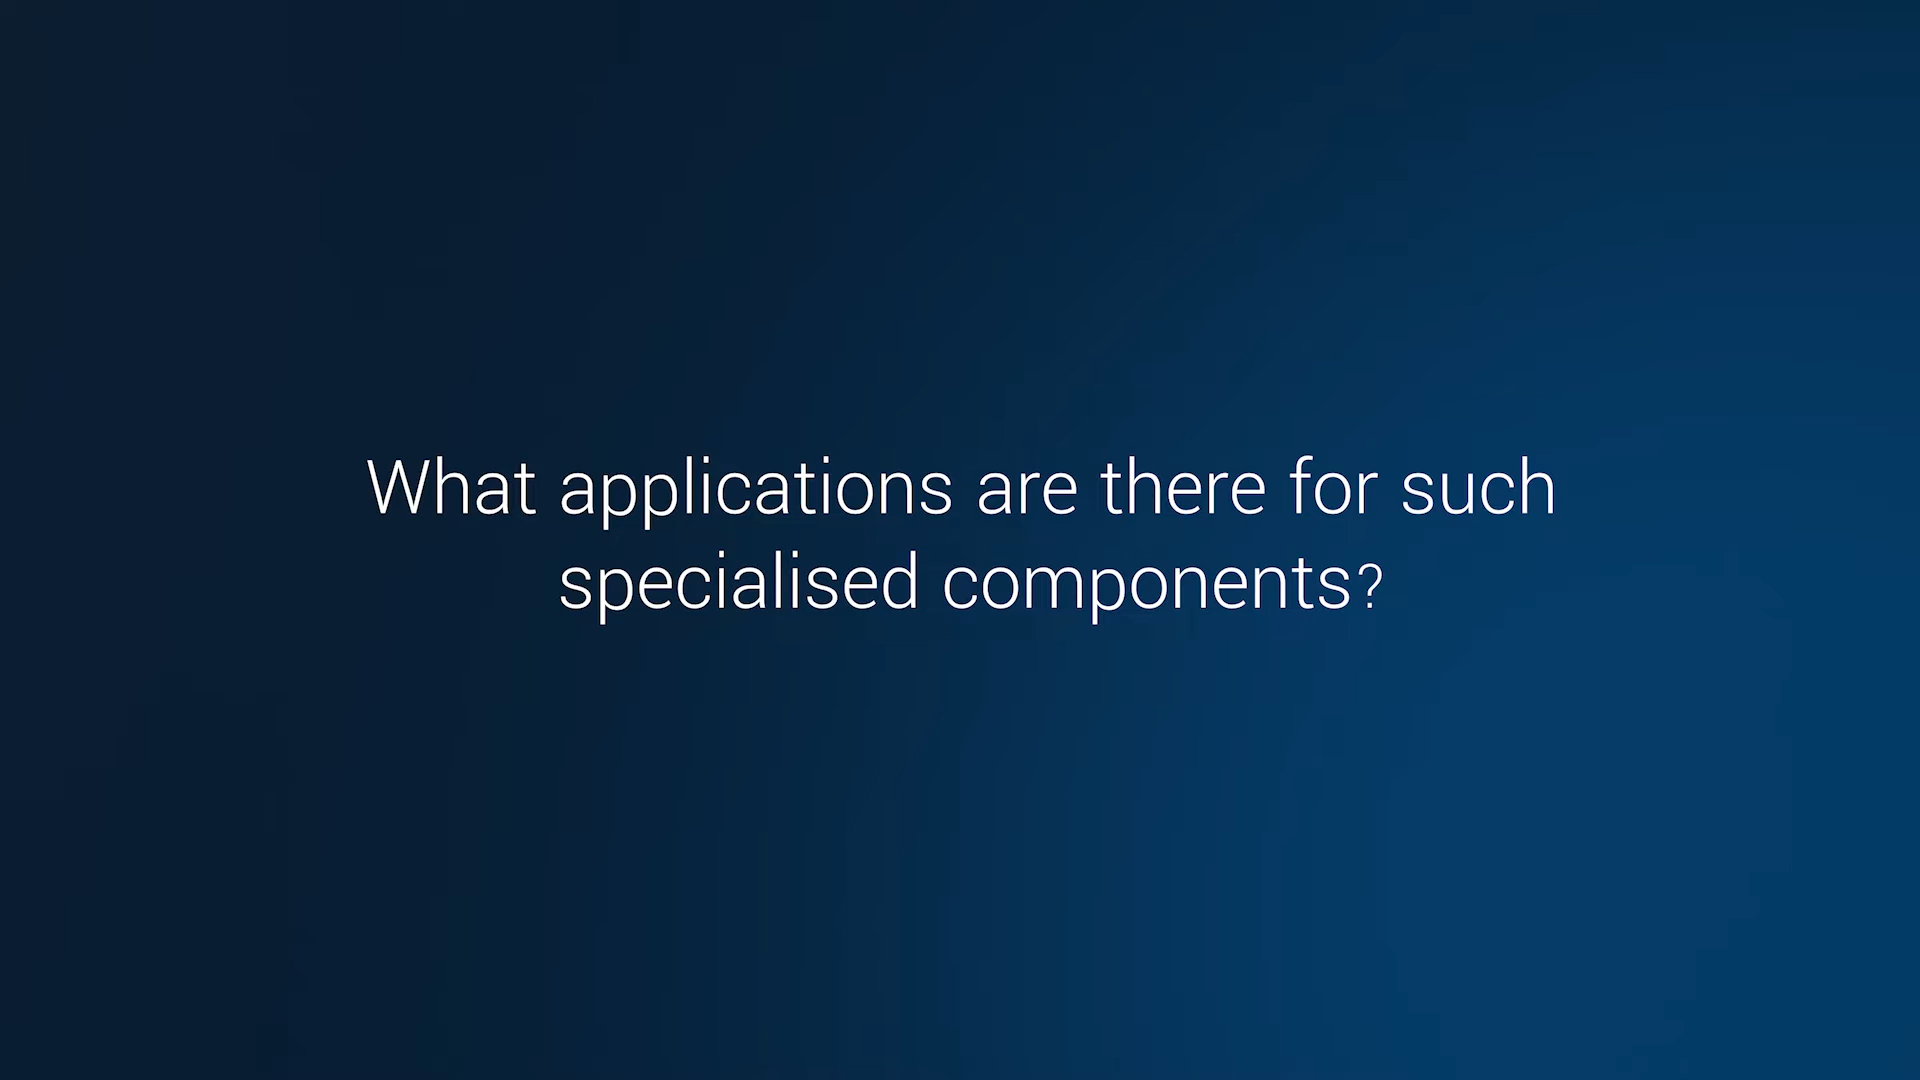 What applications are there for such
specialised components?